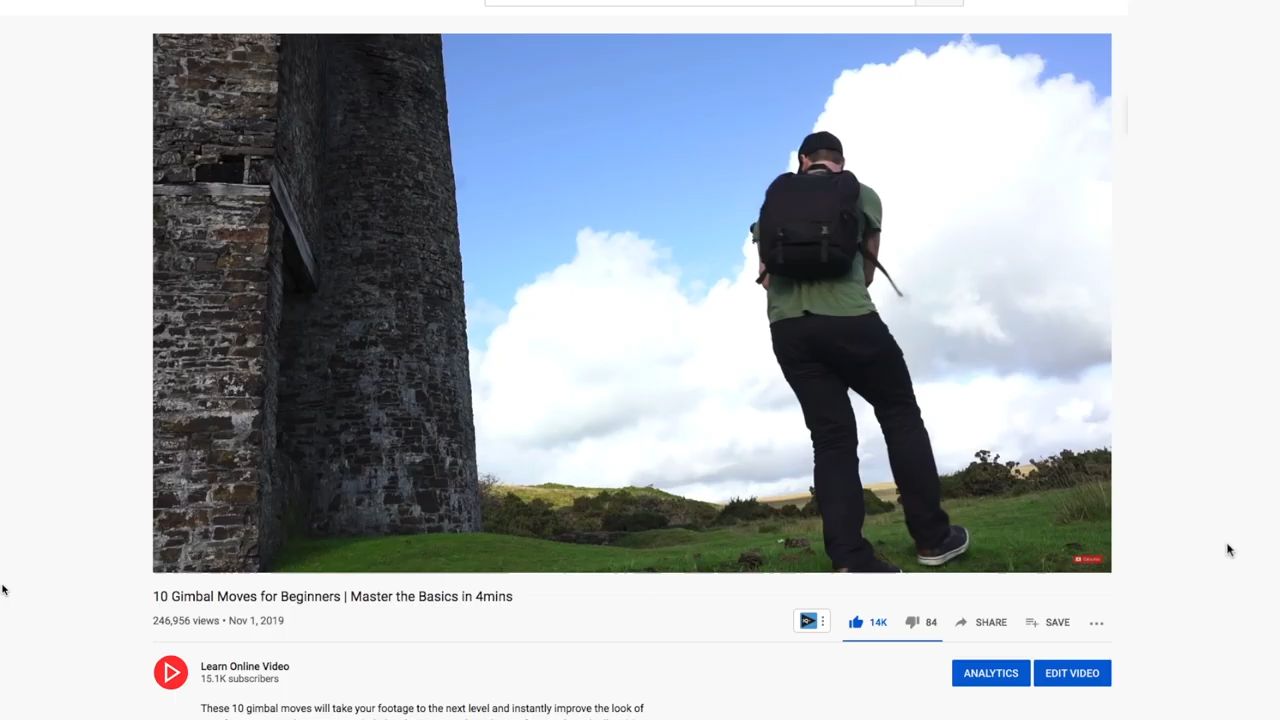 10 Gimbal Moves for Beginners | Master the Basics in 4mins
246,956 views • Nov 1, 2019
14K
84
SHARE
SAVE
Learn Online Video
15.1K subscribers
ANALYTICS
EDIT VIDEO
These 10 gimbal moves will take your footage to the next level and instantly improve the look of